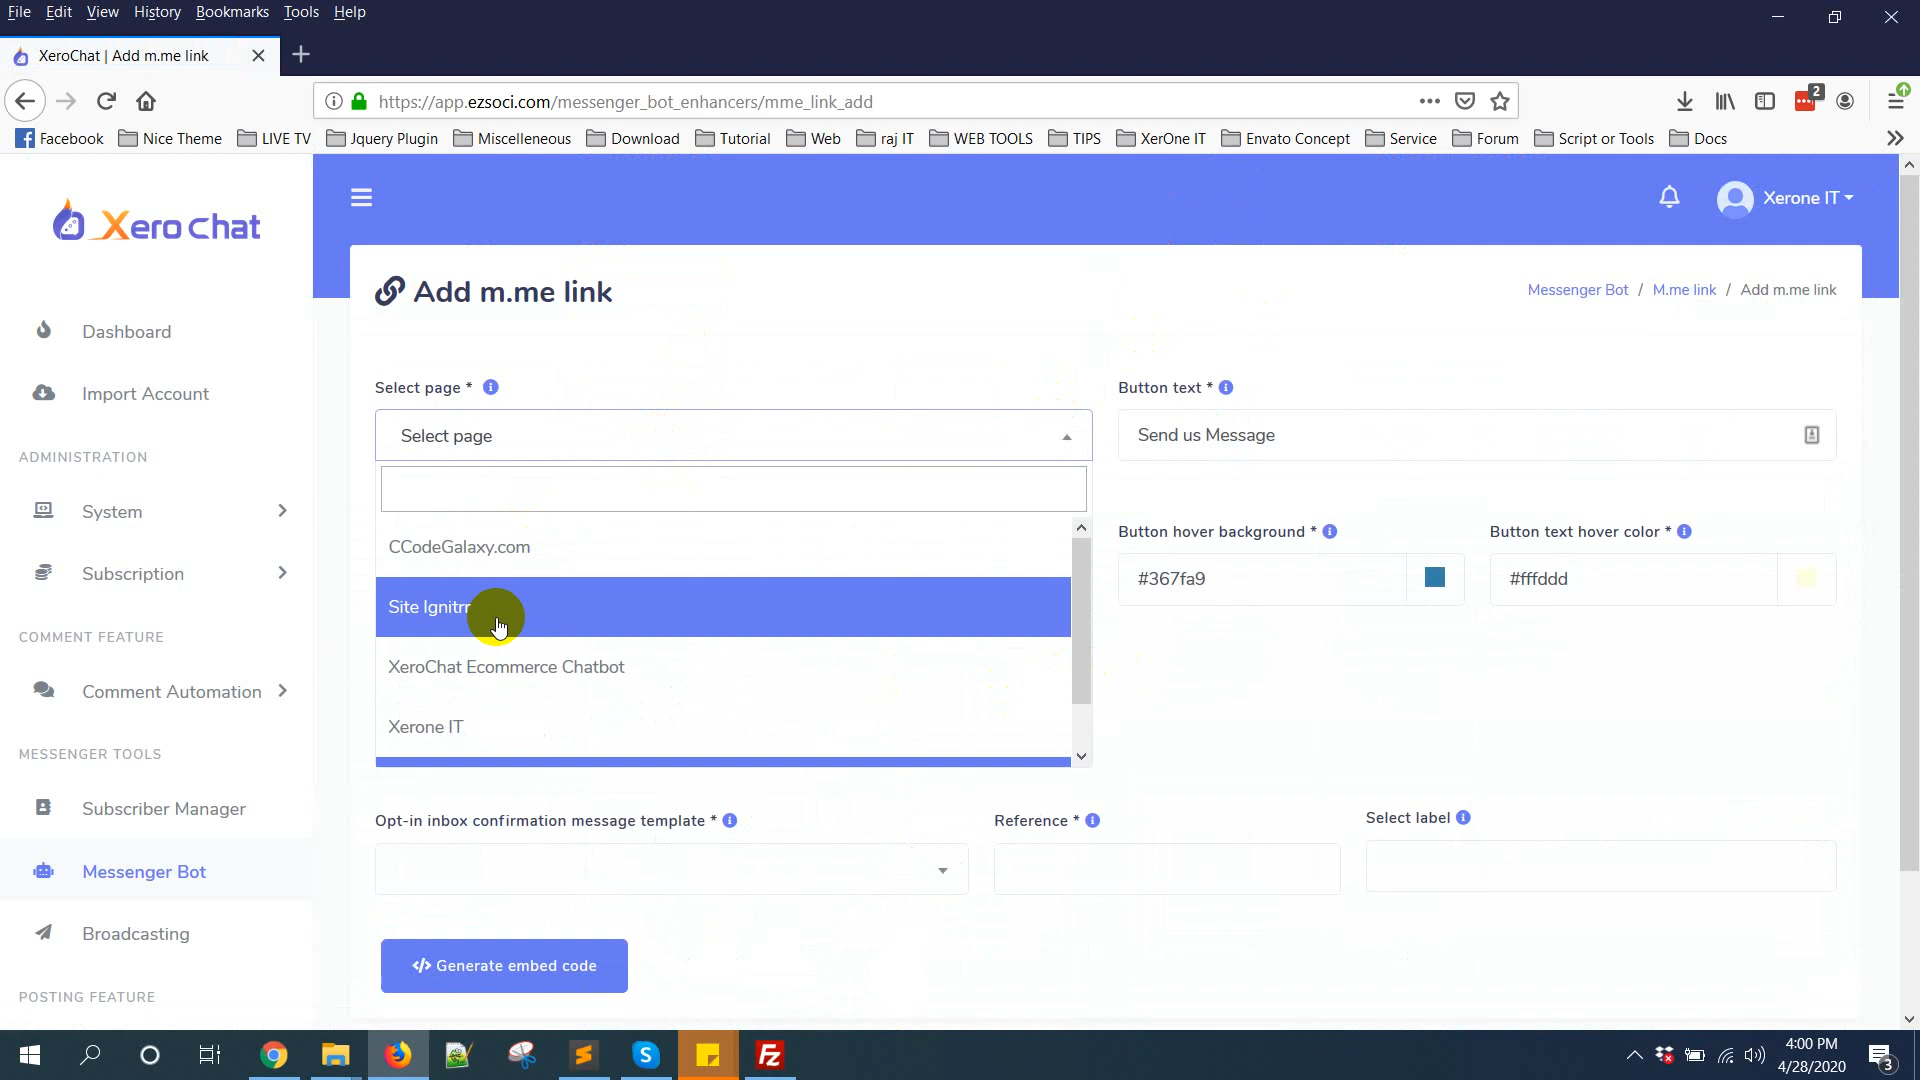 File Edit View History Bookmarks Tools Help
XeroChat | Add m.me link
https://app.ezsoci.com/messenger_bot_enhancers/mme_link_add
2
Facebook Nice Theme LIVE TV Jquery Plugin Miscelleneous Download Tutorial Web raj IT WEB TOOLS TIPS XerOne IT Envato Concept Service Forum Script or Tools Docs
Xero Chat
Xerone IT
Add m.me link
Messenger Bot / M.me link / Add m.me link
Dashboard
Import Account
ADMINISTRATION
System
Subscription
COMMENT FEATURE
Comment Automation
MESSENGER TOOLS
Subscriber Manager
Messenger Bot
Broadcasting
POSTING FEATURE
Select page *
Select page
CCodeGalaxy.com
XeroChat Ecommerce Chatbot
Site
Xerone IT
Button text *
Send us Message
Button hover background *
#367fa9
Button text hover color *
#fffddd
Opt-in inbox confirmation message template *
Reference *
Select label
</> Generate embed code
4:00 PM
4/28/2020
3